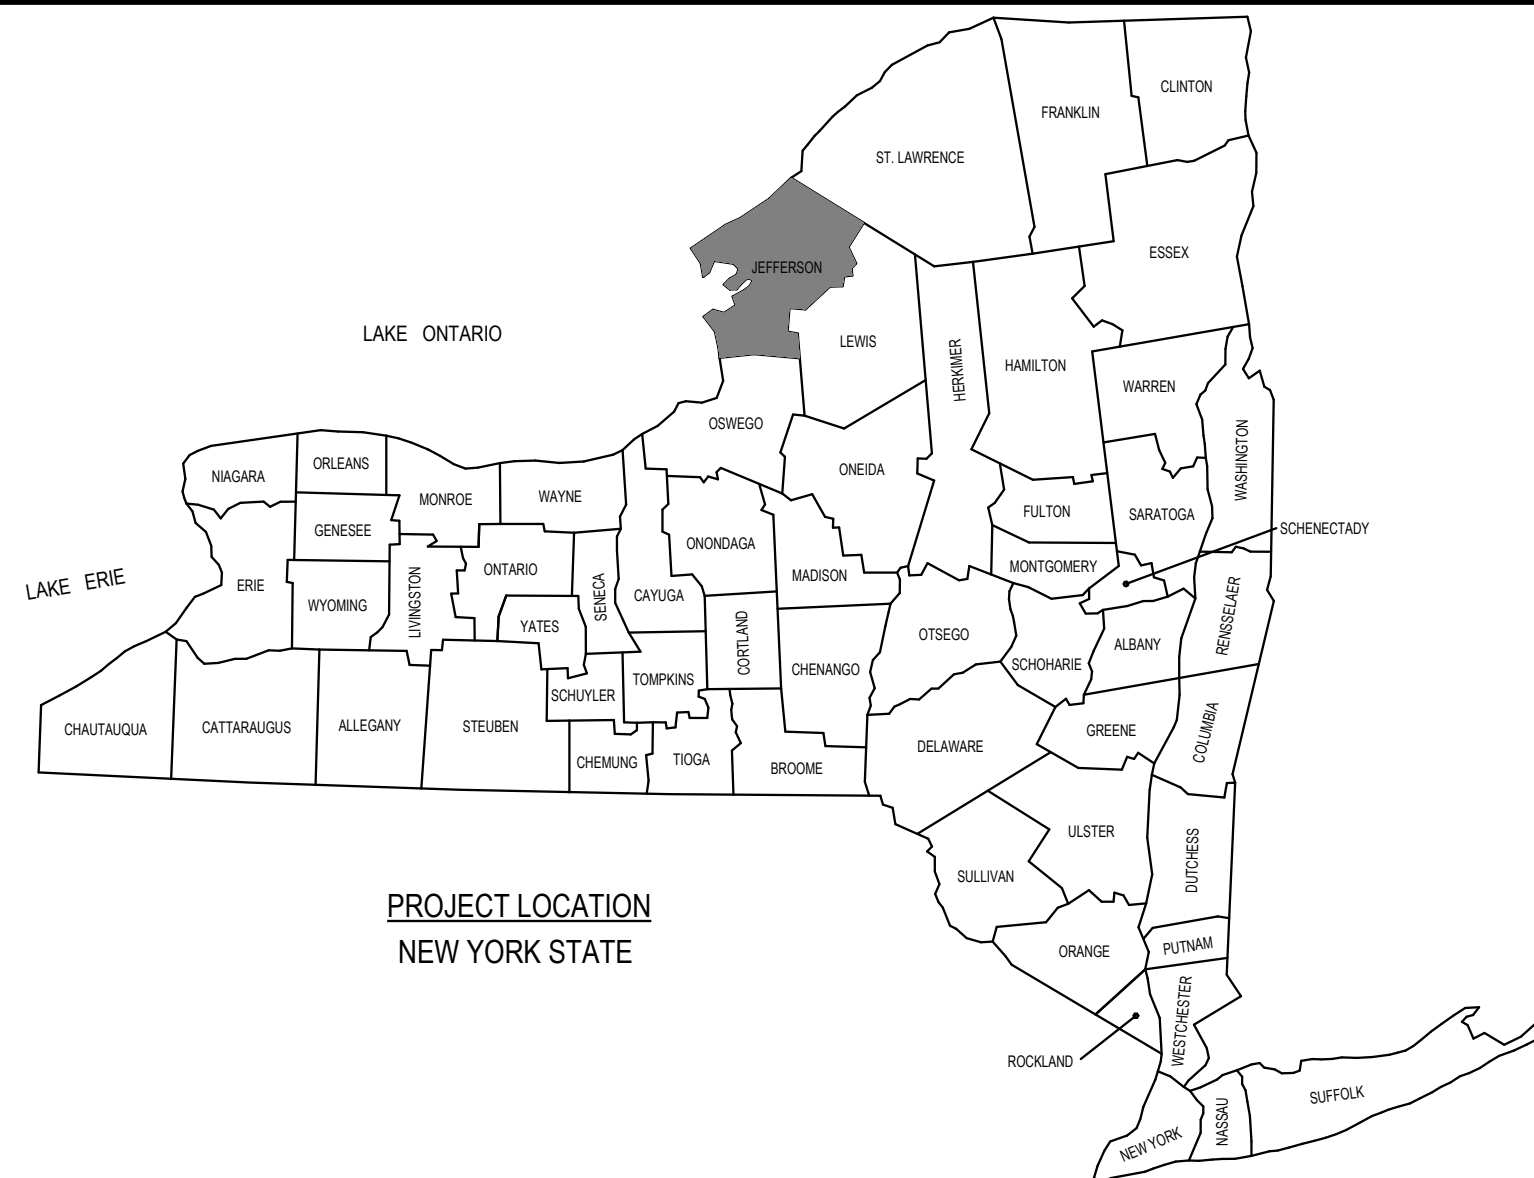 CLINTON
FRANKLIN
ST. LAWRENCE
ESSEX
JEFFERSON
LAKE ONTARIO
LEWIS
HERKIMER
HAMILTON
WARREN
WASHINGTON
OSWEGO
ONEIDA
NIAGARA
ORLEANS
MONROE
WAYNE
FULTON
SARATOGA
SCHENECTADY
GENESEE
ONONDAGA
MADISON
MONTGOMERY
LAKE ERIE
ERIE
WYOMING
LIVINGSTON
ONTARIO
SENECA
CAYUGA
YATES
CORTLAND
OTSEGO
SCHOHARIE
ALBANY
RENSSELAER
CHENANGO
TOMPKINS
SCHUYLER
CHAUTAUQUA
CATTARAUGUS
ALLEGANY
STEUBEN
CHEMUNG
TIOGA
BROOME
DELAWARE
GREENE
COLUMBIA
ULSTER
SULLIVAN
DUTCHESS
PROJECT LOCATION
NEW YORK STATE
ORANGE
PUTNAM
WESTCHESTER
ROCKLAND
NEW YORK
NASSAU
SUFFOLK